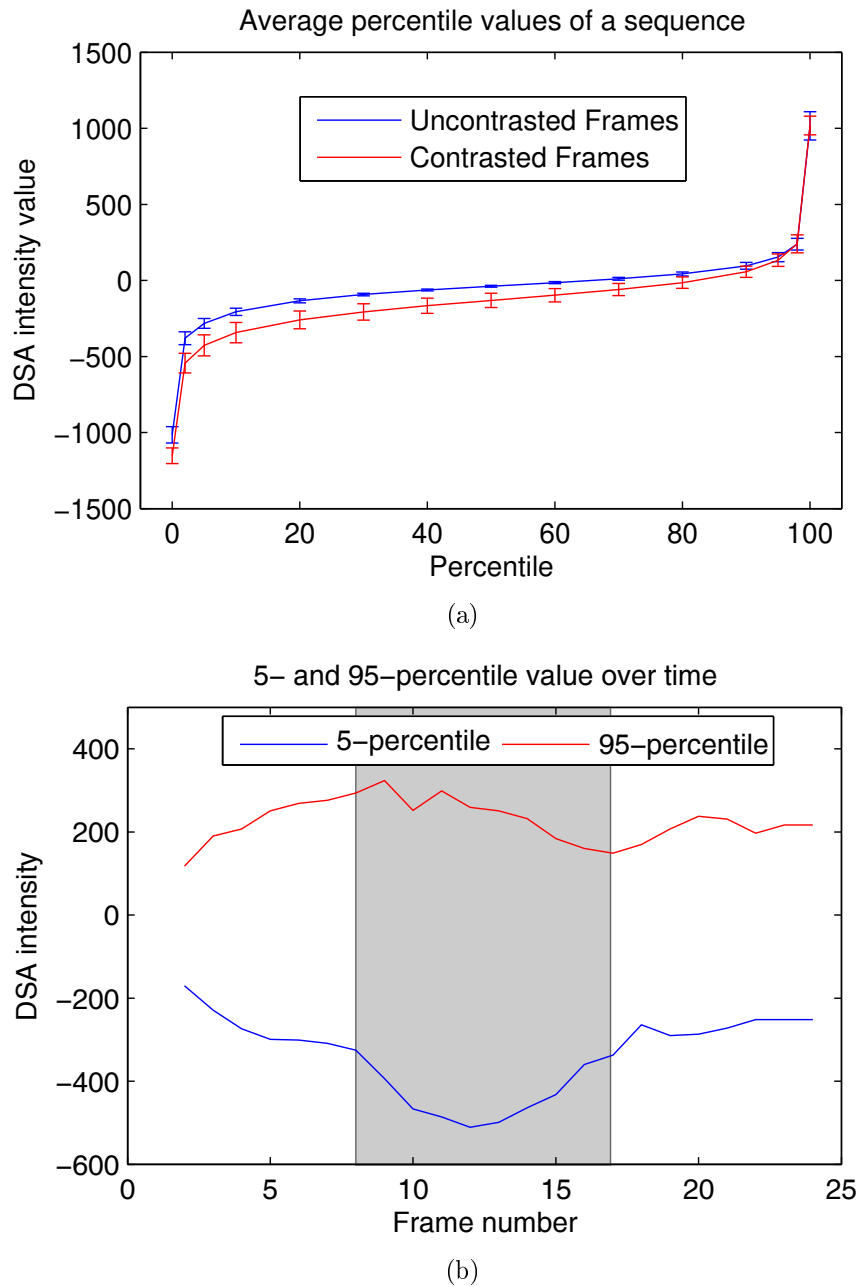 Average percentile values of a sequence
1500
1000
500
0
−500
−1000
−1500
DSA intensity value
Uncontrasted Frames
Contrasted Frames
0 20 40 60 80 100
Percentile
(a)
5− and 95−percentile value over time
400
200
0
−200
−400
−600
DSA intensity
5−percentile 95−percentile
0 5 10 15 20 25
Frame number
(b)